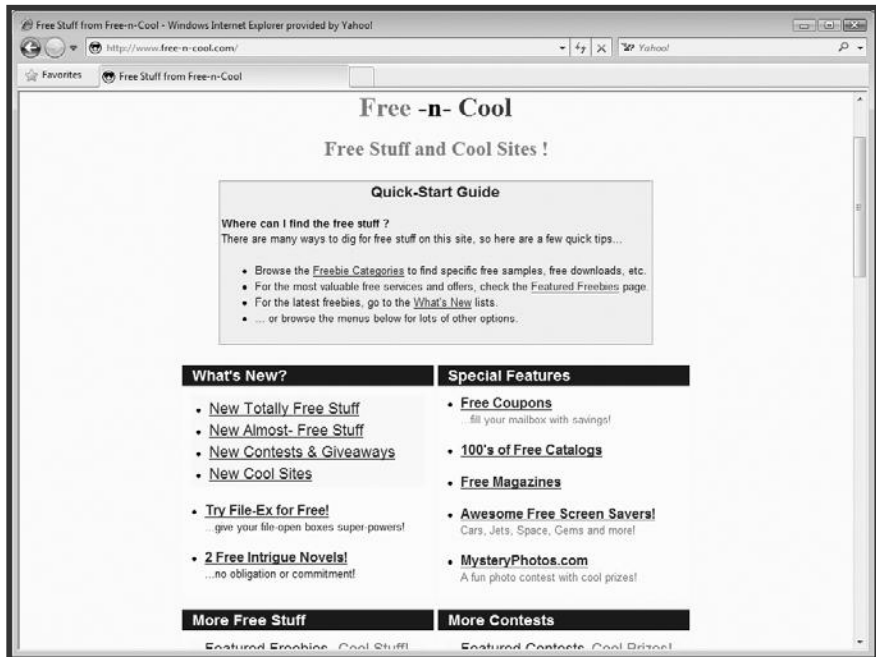 Free Stuff from Free-n-Cool - Windows Internet Explorer provided by Yahoo!
http://www.free-n-cool.com/
Yahoo!
Favorites
Free Stuff from Free-n-Cool
Free -n- Cool
Free Stuff and Cool Sites !
Quick-Start Guide
Where can I find the free stuff ?
There are many ways to dig for free stuff on this site, so here are a few quick tips...
• Browse the Freebie Categories to find specific free samples, free downloads, etc.
• For the most valuable free services and offers, check the Featured Freebies page.
• For the latest freebies, go to the What's New lists.
• ... or browse the menus below for lots of other options.
What's New?
• New Totally Free Stuff
• New Almost- Free Stuff
• New Contests & Giveaways
• New Cool Sites
• Try File-Ex for Free!
...give your file-open boxes super-powers!
• 2 Free Intrigue Novels!
...no obligation or commitment!
Special Features
• Free Coupons
...fill your mailbox with savings!
• 100's of Free Catalogs
• Free Magazines
• Awesome Free Screen Savers!
Cars, Jets, Space, Gems and more!
• MysteryPhotos.com
A fun photo contest with cool prizes!
More Free Stuff
Featured Freebies Cool Stuff!
More Contests
Featured Contests Cool Prizes!